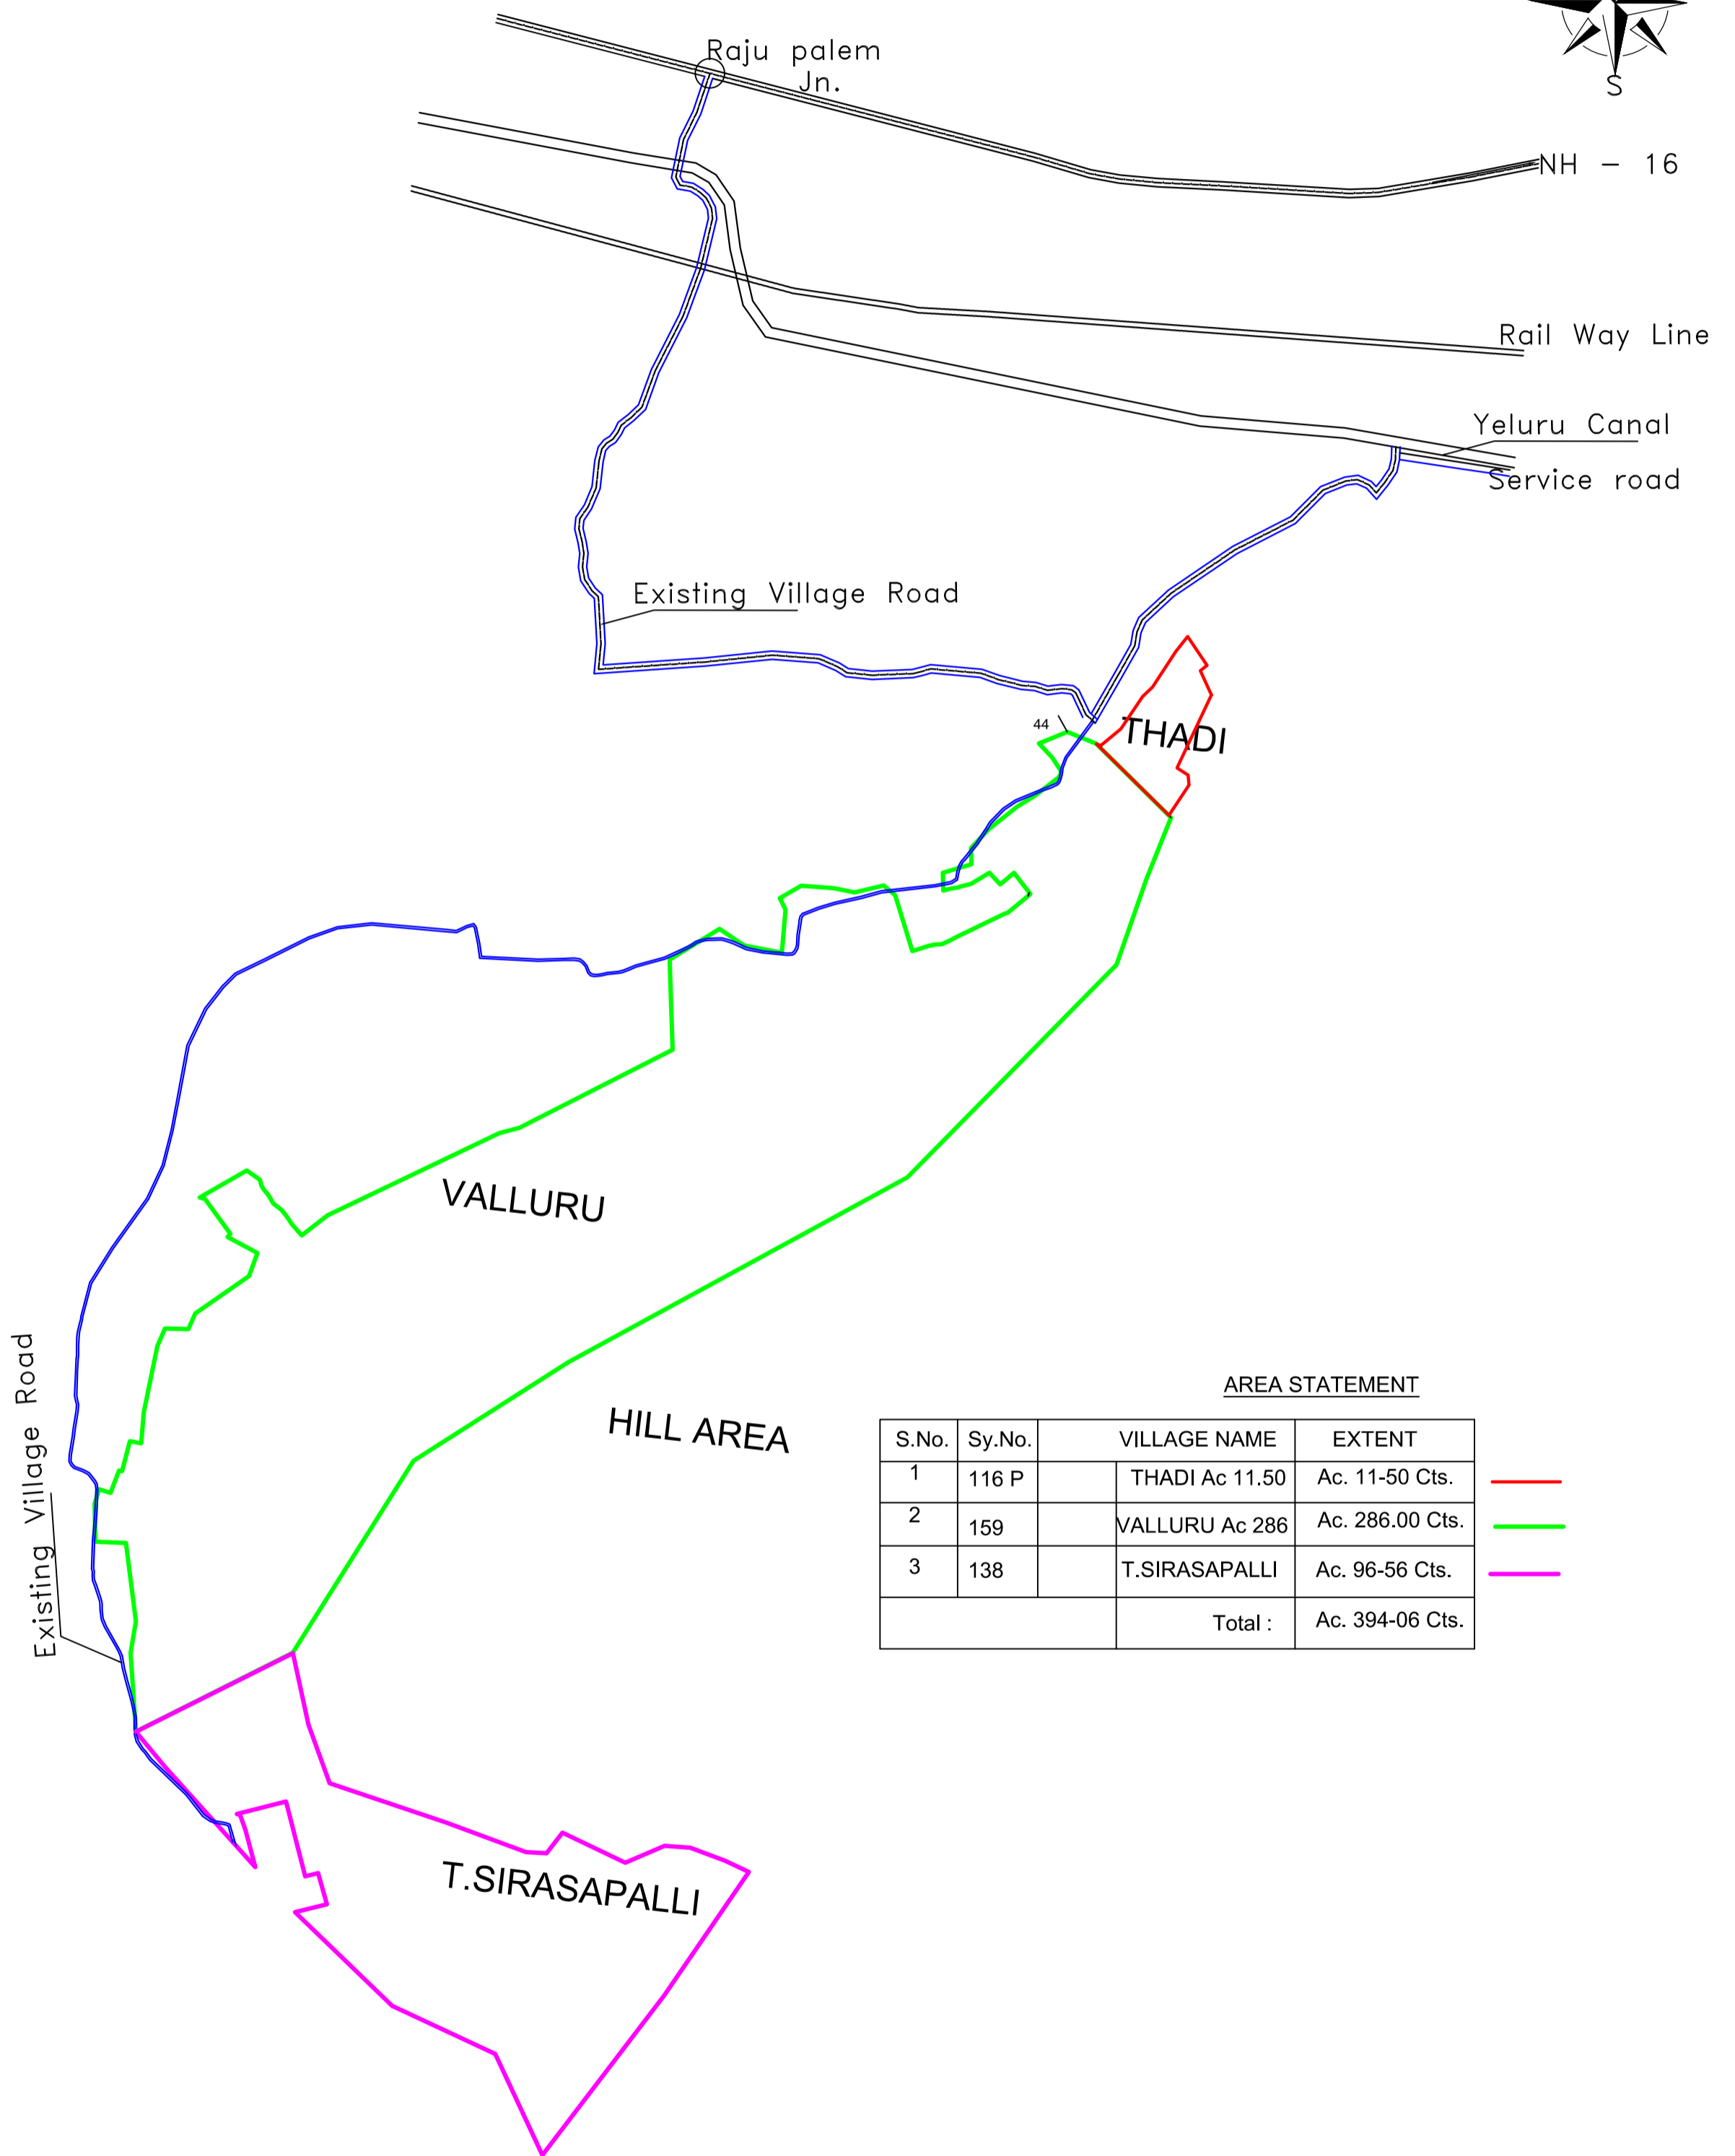 Raju palem
Jn.
S
NH - 16
Rail Way Line
Yeluru Canal
Service road
Existing Village Road
44
THADI
VALLURU
HILL AREA
Existing Village Road
T.SIRASAPALLI
AREA STATEMENT
S.No. Sy.No. VILLAGE NAME EXTENT
1 116 P THADI Ac 11.50 Ac. 11-50 Cts.
2 159 VALLURU Ac 286 Ac. 286.00 Cts.
3 138 T.SIRASAPALLI Ac. 96-56 Cts.
Total : Ac. 394-06 Cts.